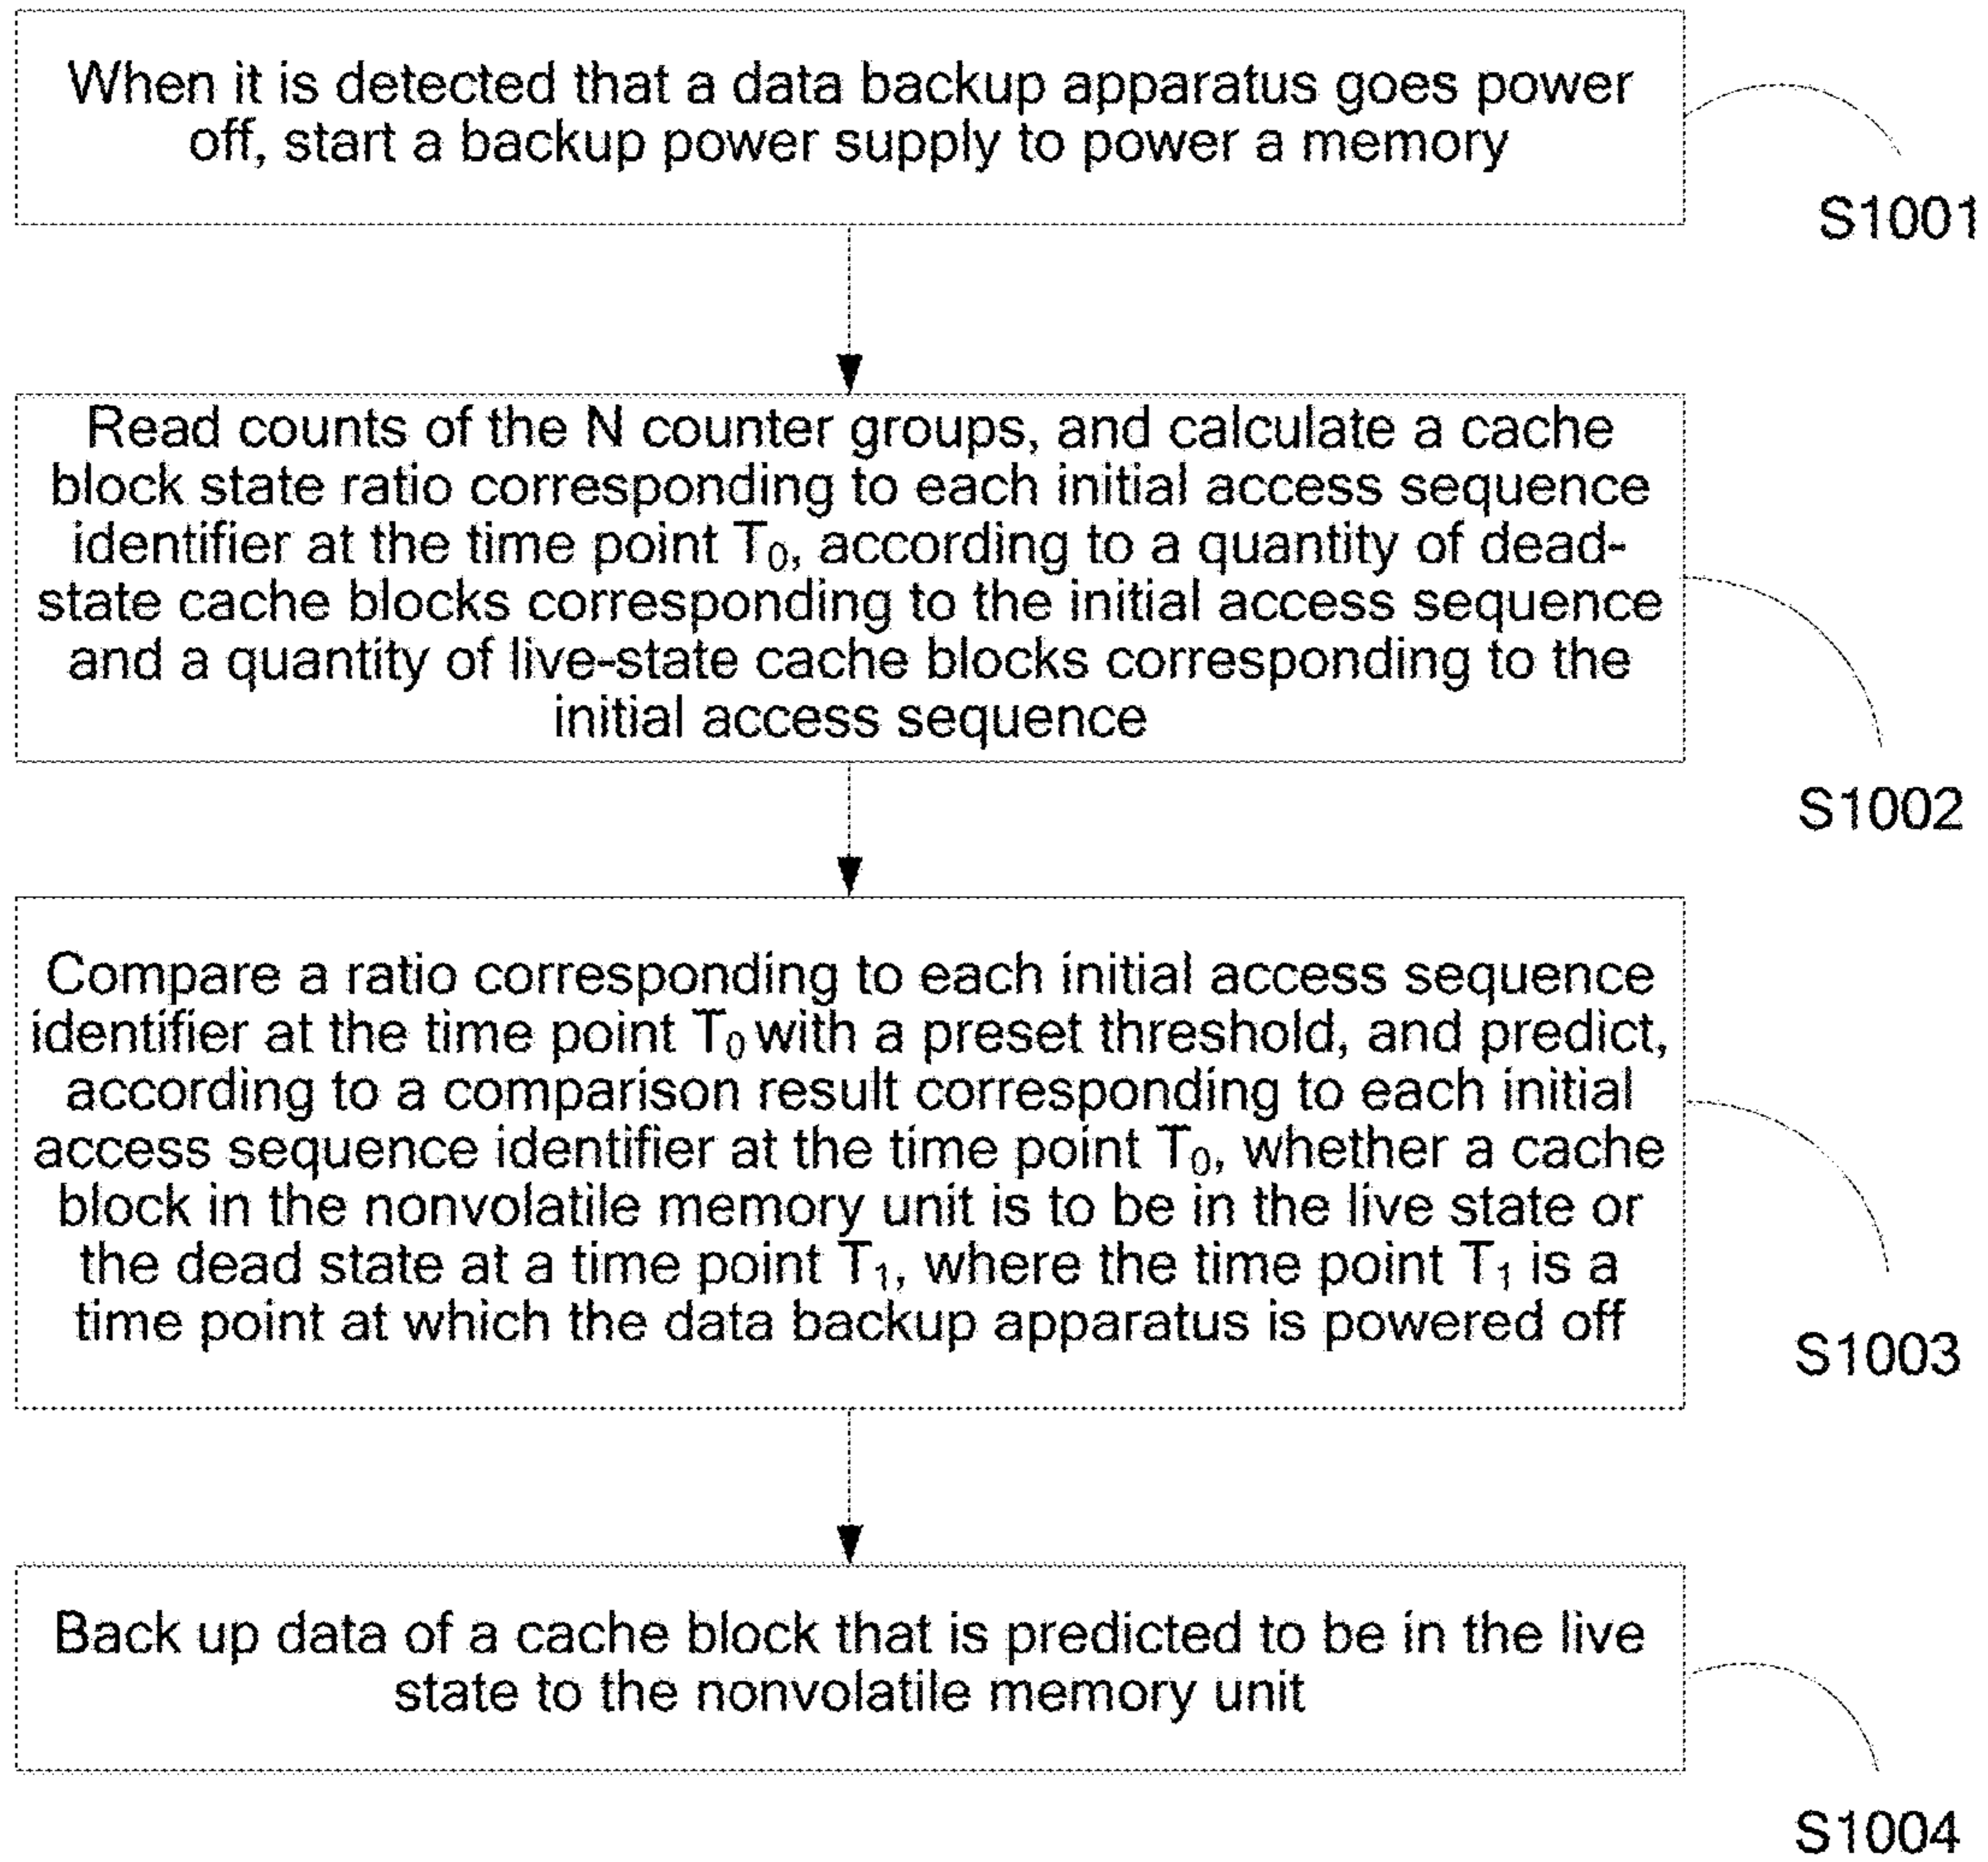 When it is detected that a data backup apparatus goes power
off, start a backup power supply to power a memory
S1001
Read counts of the N counter groups, and calculate a cache
block state ratio corresponding to each initial access sequence
identifier at the time point T₀, according to a quantity of dead-
state cache blocks corresponding to the initial access sequence
and a quantity of live-state cache blocks corresponding to the
initial access sequence
S1002
Compare a ratio corresponding to each initial access sequence
identifier at the time point T₀ with a preset threshold, and predict,
according to a comparison result corresponding to each initial
access sequence identifier at the time point T₀, whether a cache
block in the nonvolatile memory unit is to be in the live state or
the dead state at a time point T₁, where the time point T₁ is a
time point at which the data backup apparatus is powered off
S1003
Back up data of a cache block that is predicted to be in the live
state to the nonvolatile memory unit
S1004